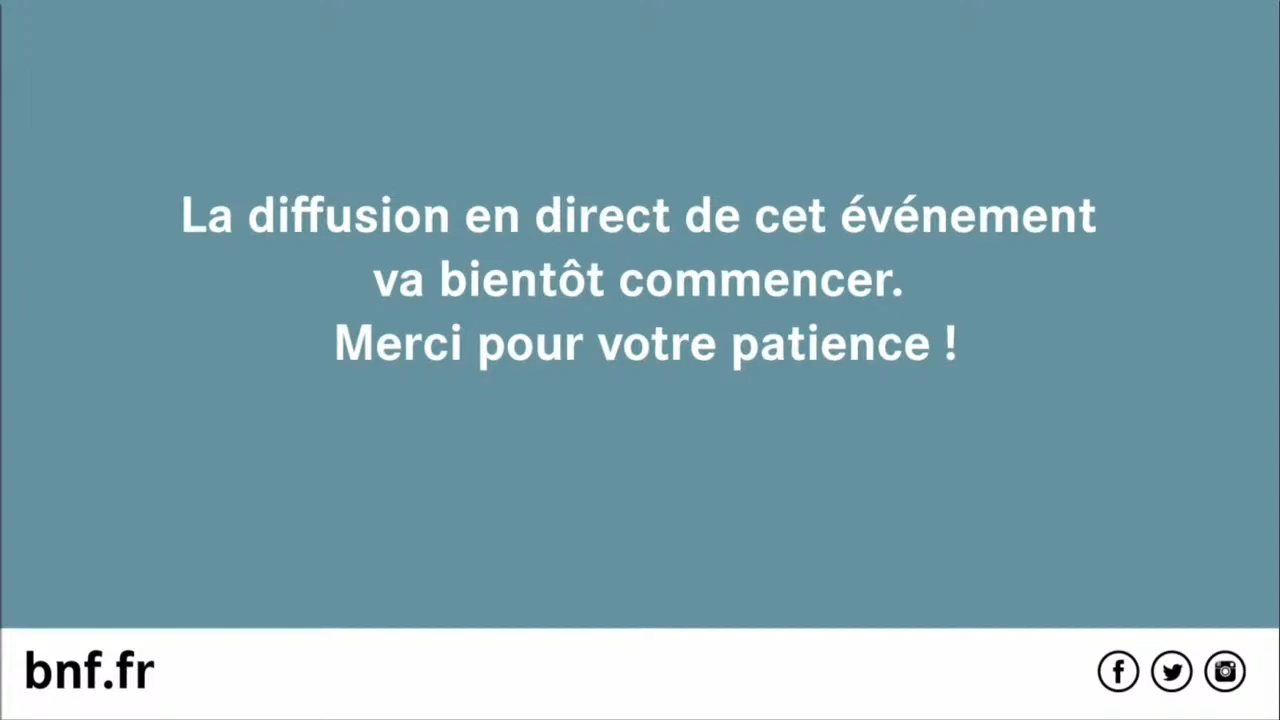 La diffusion en direct de cet événement
va bientôt commencer.
Merci pour votre patience !
bnf.fr